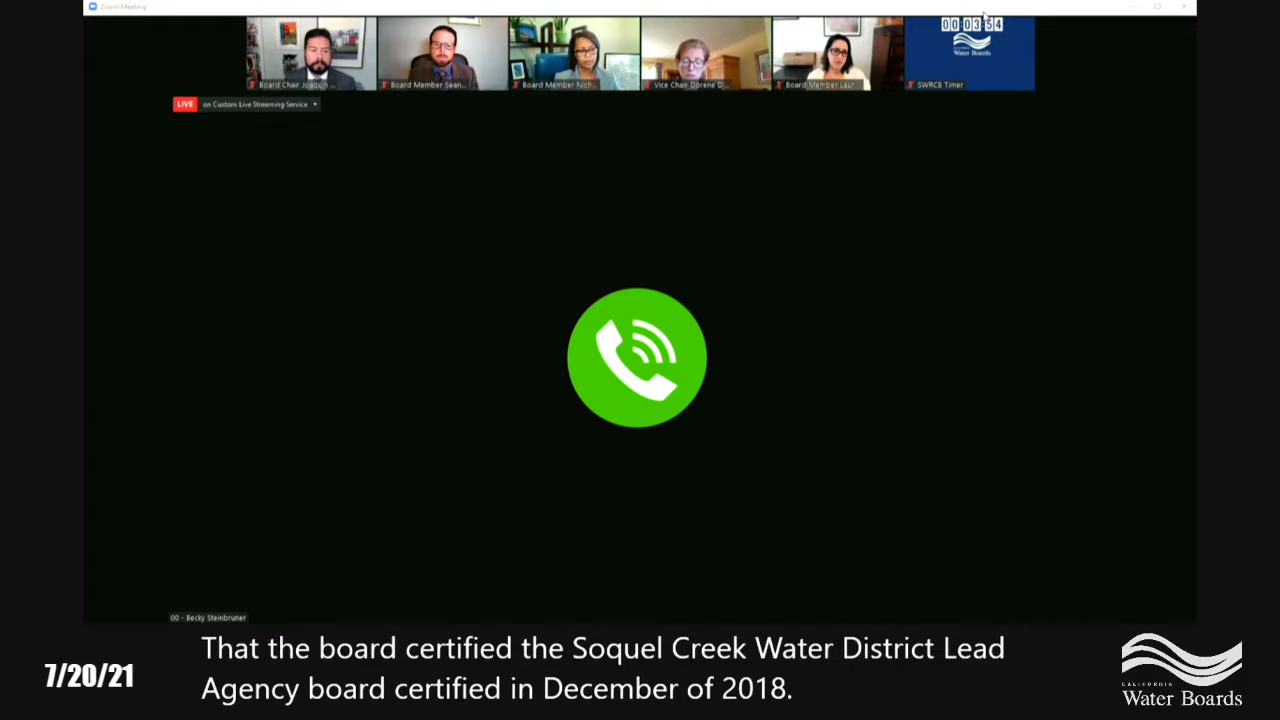 Zoom Meeting
00:03:54
CALIFORNIA
Water Boards
Board Chair Joaquin ...
Board Member Sean...
Board Member Nich...
Vice Chair Dorene D...
Board Member Laur...
SWRCB Timer
LIVE on Custom Live Streaming Service
00 - Becky Steinbruner
That the board certified the Soquel Creek Water District Lead
Agency board certified in December of 2018.
7/20/21
CALIFORNIA
Water Boards